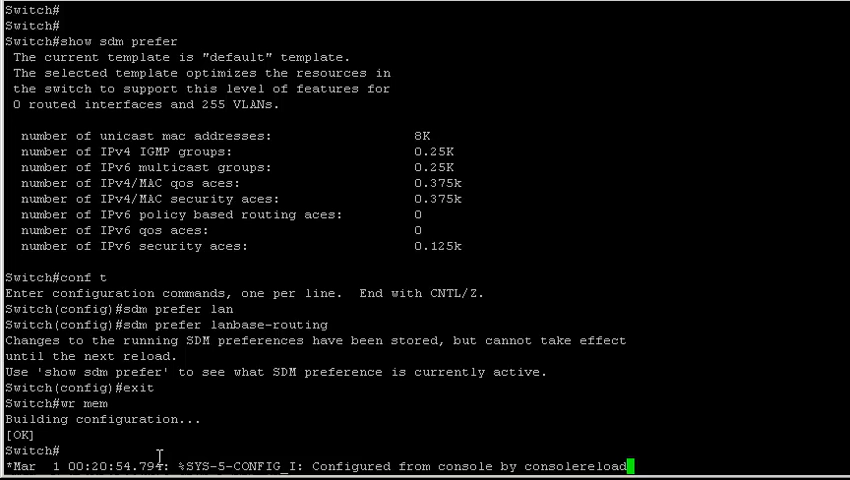 Switch#
Switch#
Switch#show sdm prefer
 The current template is "default" template.
 The selected template optimizes the resources in
 the switch to support this level of features for
 0 routed interfaces and 255 VLANs.
  number of unicast mac addresses:                  8K
  number of IPv4 IGMP groups:                       0.25K
  number of IPv6 multicast groups:                  0.25K
  number of IPv4/MAC qos aces:                      0.375k
  number of IPv4/MAC security aces:                 0.375k
  number of IPv6 policy based routing aces:         0
  number of IPv6 qos aces:                          0
  number of IPv6 security aces:                     0.125k
Switch#conf t
Enter configuration commands, one per line.  End with CNTL/Z.
Switch(config)#sdm prefer lan
Switch(config)#sdm prefer lanbase-routing
Changes to the running SDM preferences have been stored, but cannot take effect
until the next reload.
Use 'show sdm prefer' to see what SDM preference is currently active.
Switch(config)#exit
Switch#wr mem
Building configuration...
[OK]
Switch#
*Mar  1 00:20:54.794: %SYS-5-CONFIG_I: Configured from console by consolereload